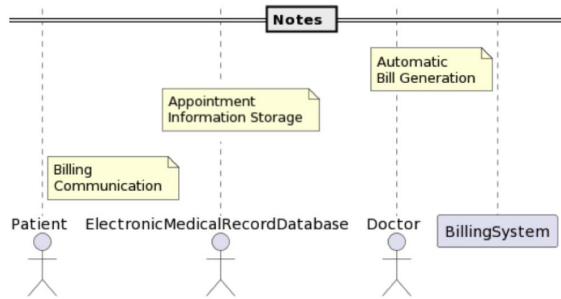 Notes
Automatic
Bill Generation
Appointment
Information Storage
Billing
Communication
Patient
ElectronicMedicalRecordDatabase
Doctor
BillingSystem